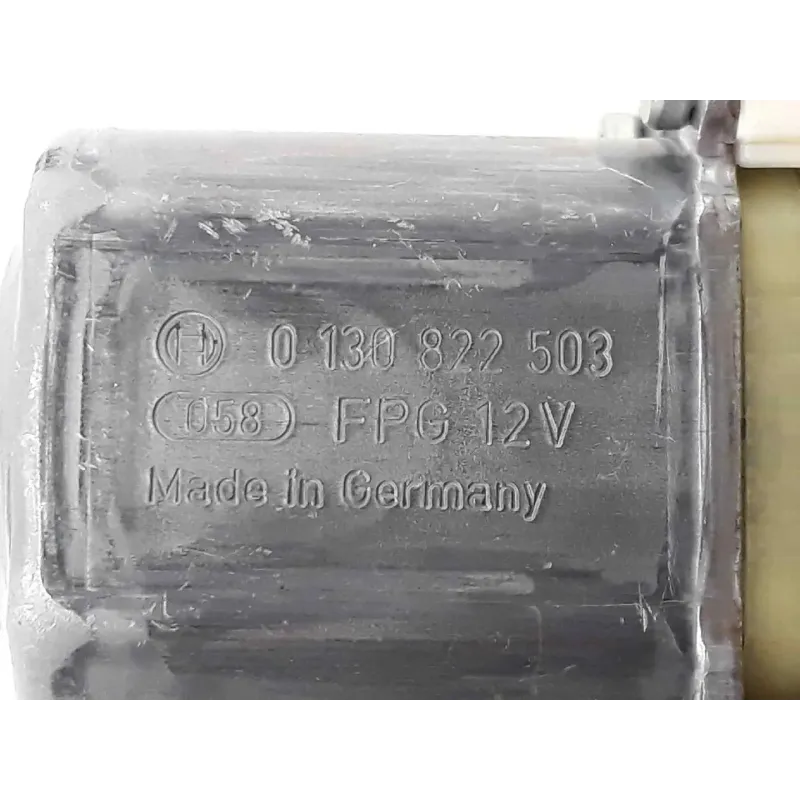 0 130 822 503
058 FPG 12V
Made in Germany